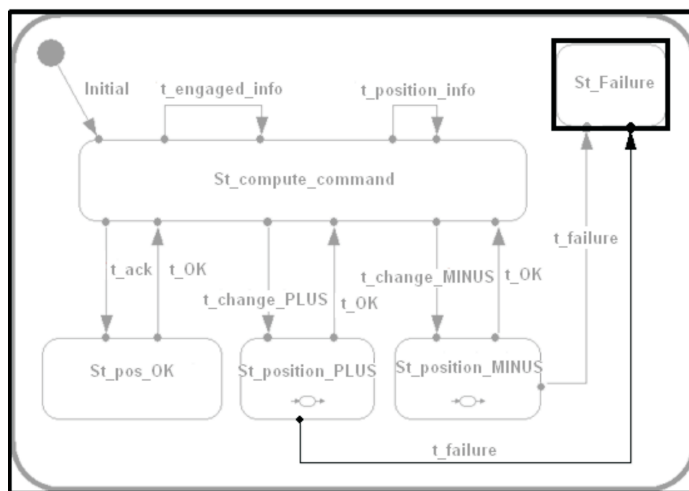 Initial
t_engaged_info
t_position_info
St_Failure
St_compute_command
t_failure
t_ack
t_OK
t_change_PLUS
t_OK
t_change_MINUS
t_OK
St_pos_OK
St_position_PLUS
St_position_MINUS
t_failure